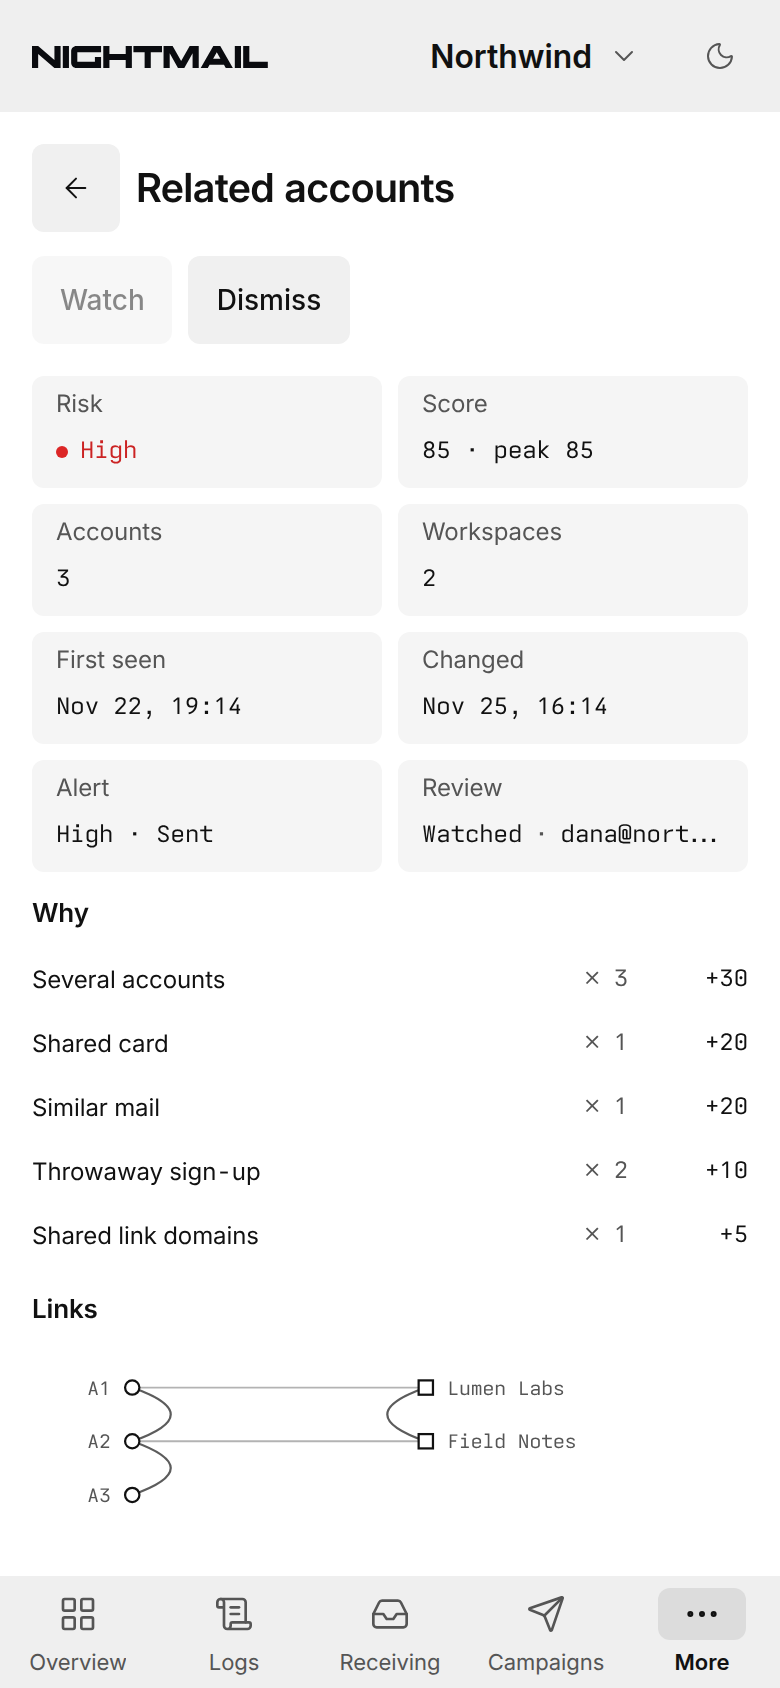 NIGHTMAIL
Northwind
Related accounts
Watch
Dismiss
Risk
High
Score
85 · peak 85
Accounts
3
Workspaces
2
First seen
Nov 22, 19:14
Changed
Nov 25, 16:14
Alert
High · Sent
Review
Watched · dana@nort...
Why
Several accounts × 3 +30
Shared card × 1 +20
Similar mail × 1 +20
Throwaway sign-up × 2 +10
Shared link domains × 1 +5
Links
A1 Lumen Labs
A2 Field Notes
A3
Overview
Logs
Receiving
Campaigns
More